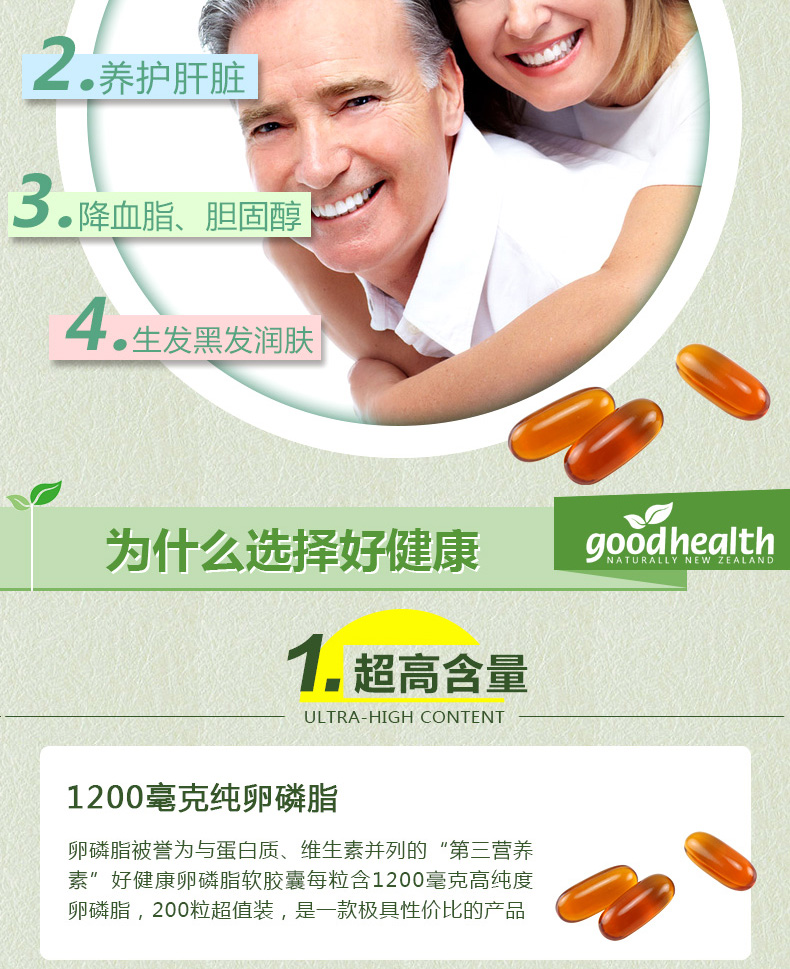 2.养护肝脏
3.降血脂、胆固醇
4.生发黑发润肤
为什么选择好健康
goodhealth
NATURALLY NEW ZEALAND
1.超高含量
ULTRA-HIGH CONTENT
1200毫克纯卵磷脂
卵磷脂被誉为与蛋白质、维生素并列的“第三营养
素”好健康卵磷脂软胶囊每粒含1200毫克高纯度
卵磷脂，200粒超值装，是一款极具性价比的产品